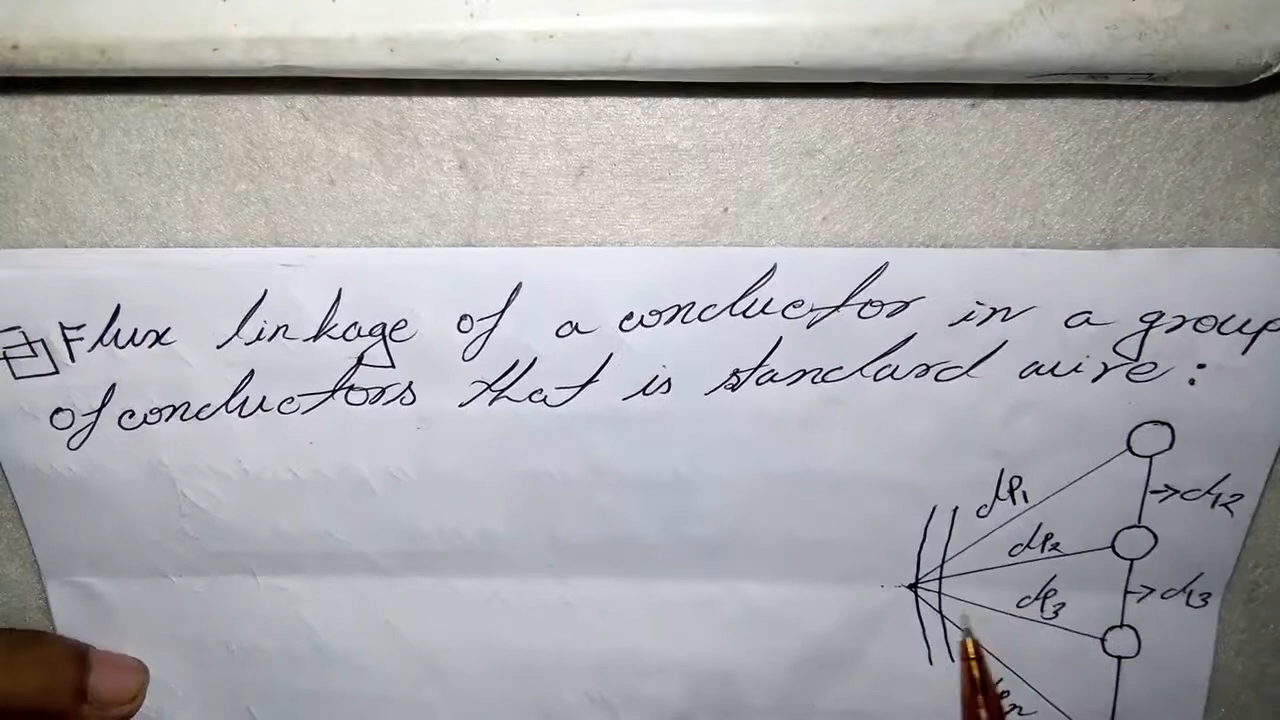 Flux linkage of a conductor in a group
of conductors that is standard wire:
dP1
→d12
dP2
dP3
→d13